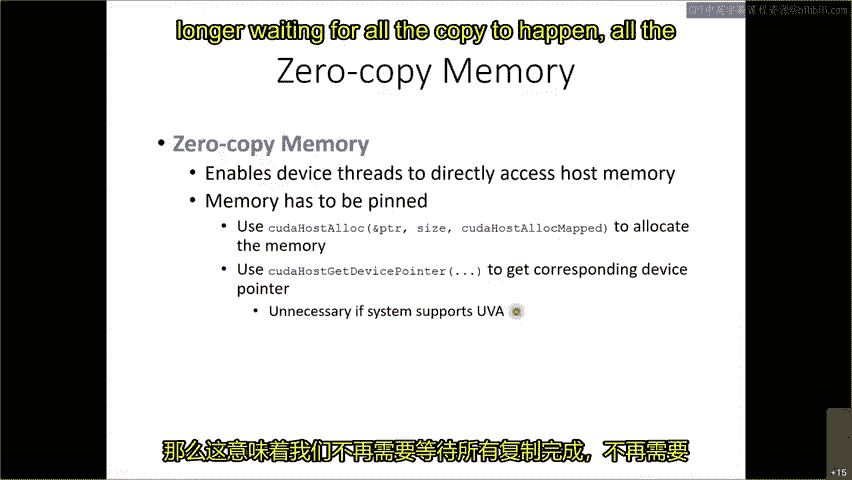 longer waiting for all the copy to happen, all the
Zero-copy Memory
• Zero-copy Memory
• Enables device threads to directly access host memory
• Memory has to be pinned
• Use cudaHostAlloc(&ptr, size, cudaHostAllocMapped) to allocate
the memory
• Use cudaHostGetDevicePointer(...) to get corresponding device
pointer
• Unnecessary if system supports UVA
那么这意味着我们不再需要等待所有复制完成，不再需要
+15